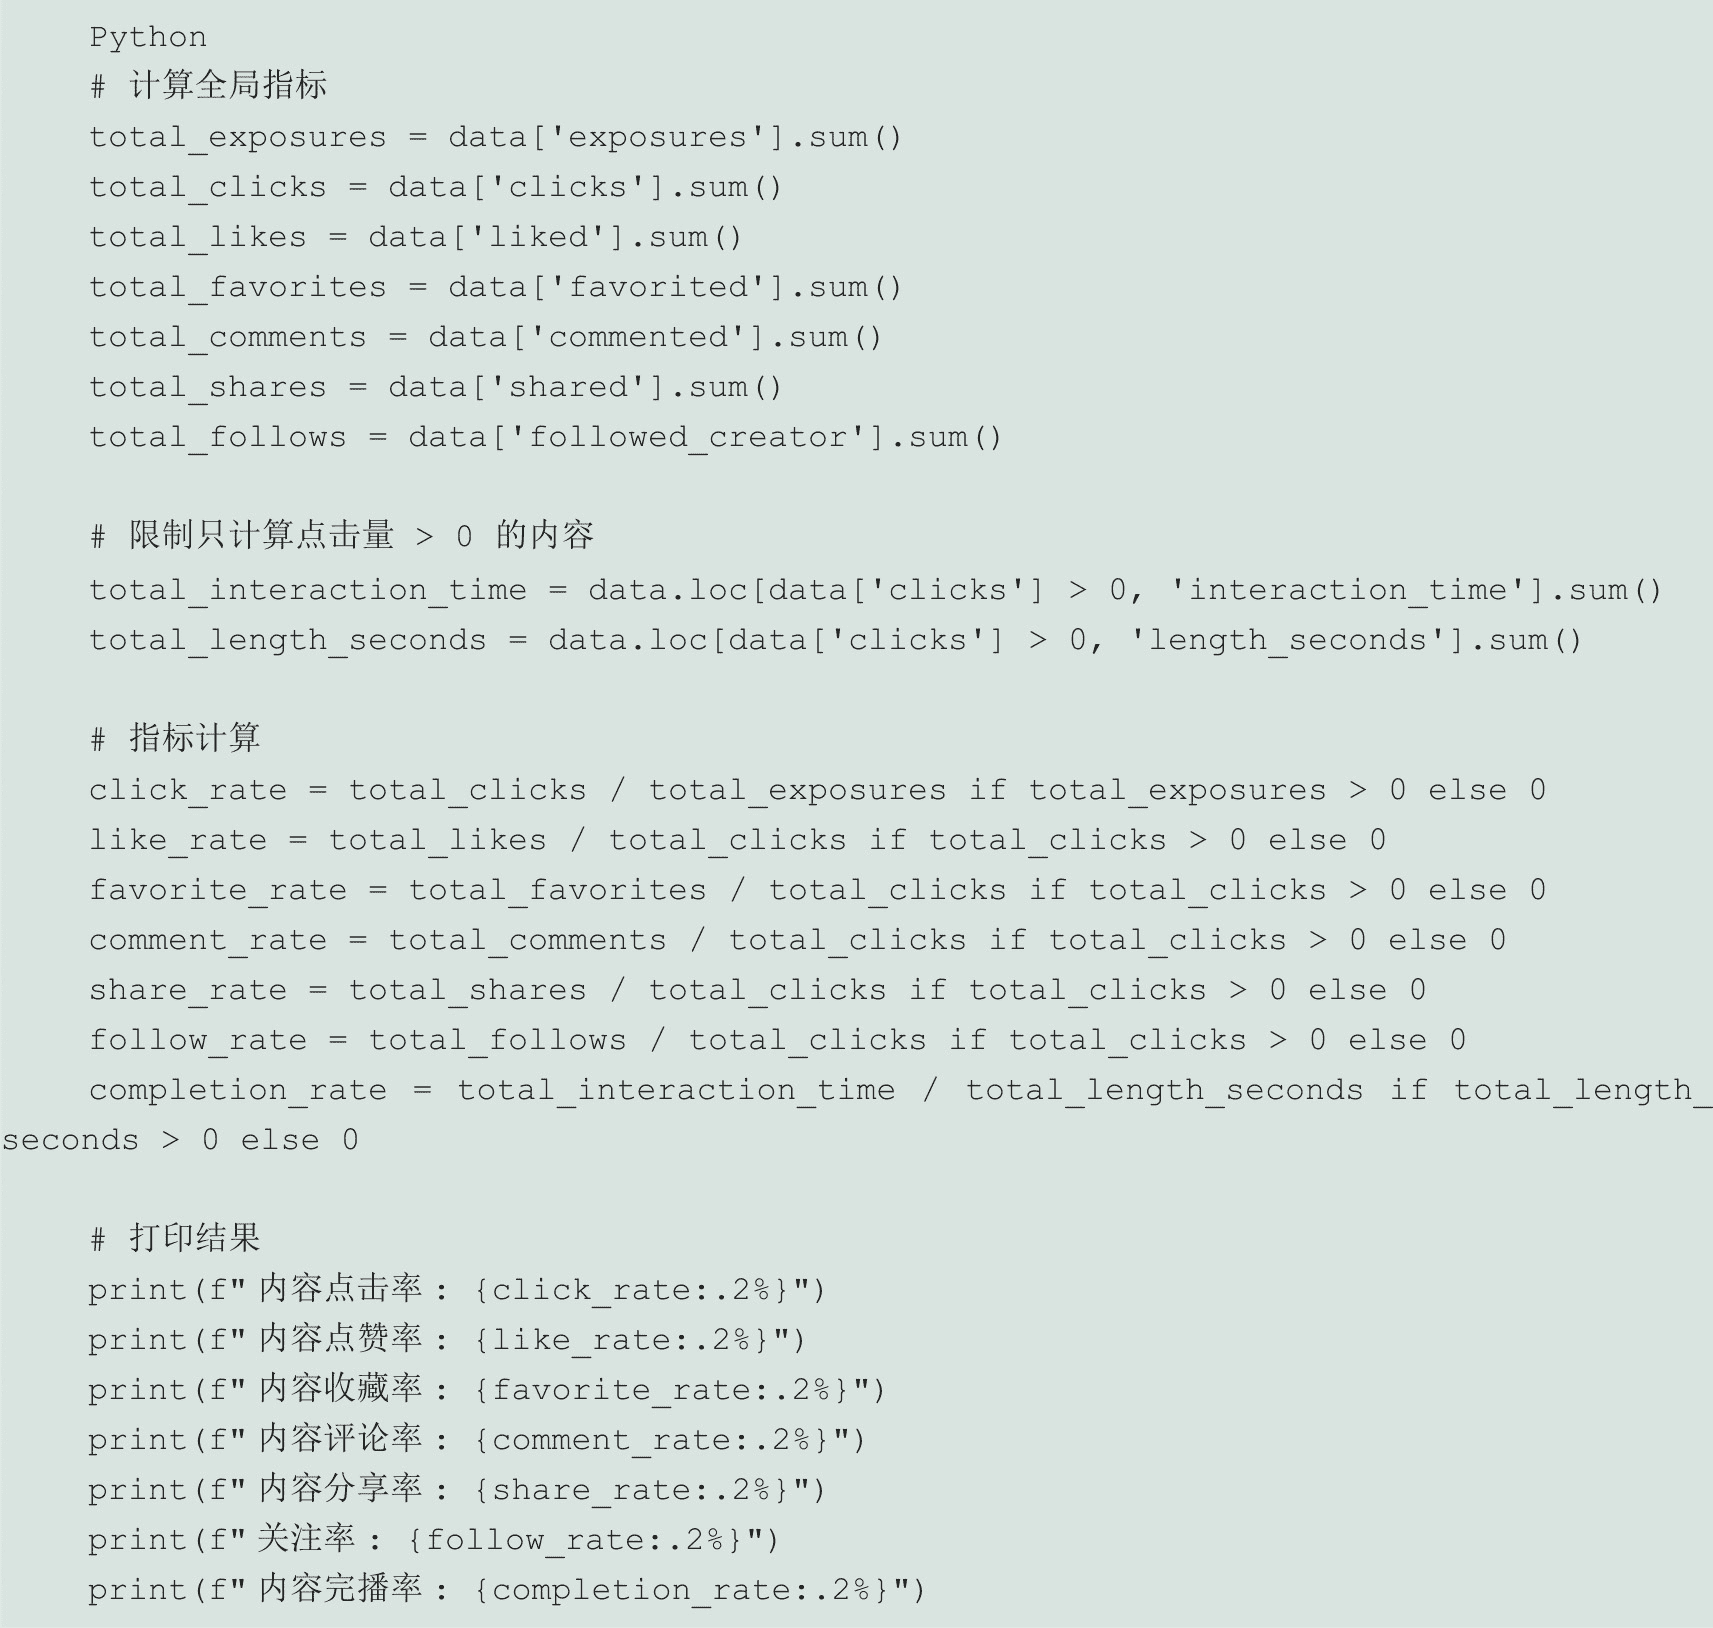 Python
# 计算全局指标
total_exposures = data['exposures'].sum()
total_clicks = data['clicks'].sum()
total_likes = data['liked'].sum()
total_favorites = data['favorited'].sum()
total_comments = data['commented'].sum()
total_shares = data['shared'].sum()
total_follows = data['followed_creator'].sum()
# 限制只计算点击量 > 0 的内容
total_interaction_time = data.loc[data['clicks'] > 0, 'interaction_time'].sum()
total_length_seconds = data.loc[data['clicks'] > 0, 'length_seconds'].sum()
# 指标计算
click_rate = total_clicks / total_exposures if total_exposures > 0 else 0
like_rate = total_likes / total_clicks if total_clicks > 0 else 0
favorite_rate = total_favorites / total_clicks if total_clicks > 0 else 0
comment_rate = total_comments / total_clicks if total_clicks > 0 else 0
share_rate = total_shares / total_clicks if total_clicks > 0 else 0
follow_rate = total_follows / total_clicks if total_clicks > 0 else 0
completion_rate = total_interaction_time / total_length_seconds if total_length_
seconds > 0 else 0
# 打印结果
print(f" 内容点击率： {click_rate:.2%}")
print(f" 内容点赞率： {like_rate:.2%}")
print(f" 内容收藏率： {favorite_rate:.2%}")
print(f" 内容评论率： {comment_rate:.2%}")
print(f" 内容分享率： {share_rate:.2%}")
print(f" 关注率： {follow_rate:.2%}")
print(f" 内容完播率： {completion_rate:.2%}")